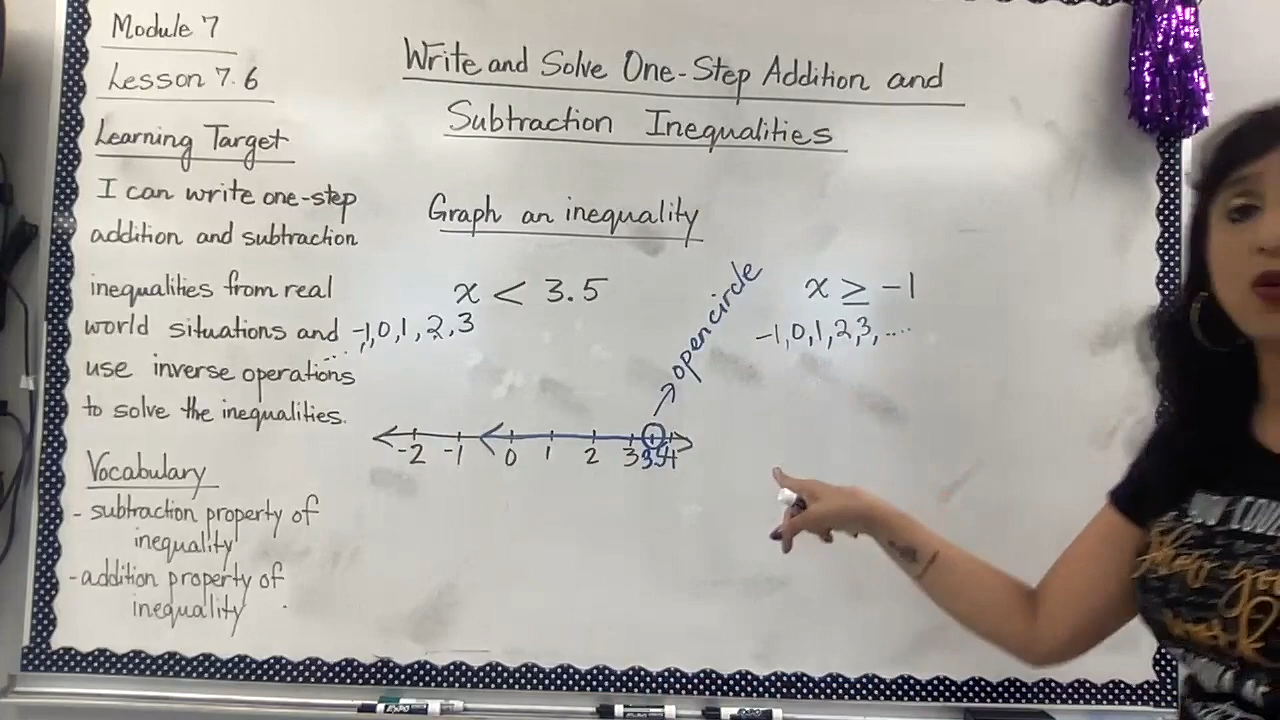 Module 7
Lesson 7.6
Learning Target
I can write one-step
addition and subtraction
inequalities from real
world situations and
use inverse operations
to solve the inequalities.
Vocabulary
- subtraction property of
inequality
- addition property of
inequality
Write and Solve One-Step Addition and
Subtraction Inequalities
Graph an inequality
x < 3.5
... -1, 0, 1, 2, 3
open circle
-2 -1 0 1 2 3 3.5 4
x ≥ -1
-1, 0, 1, 2, 3, ....
EXPO
EXPO
EXPO